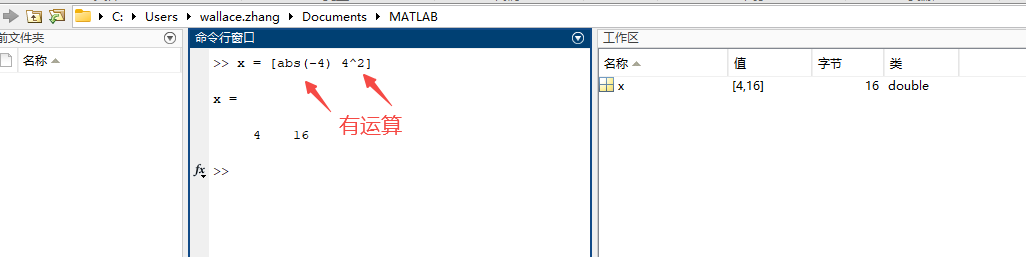 C: Users wallace.zhang Documents MATLAB
前文件夹
名称
命令行窗口
>> x = [abs(-4) 4^2]
x =
4 16
有运算
fx >>
工作区
名称 值 字节 类
x [4,16] 16 double